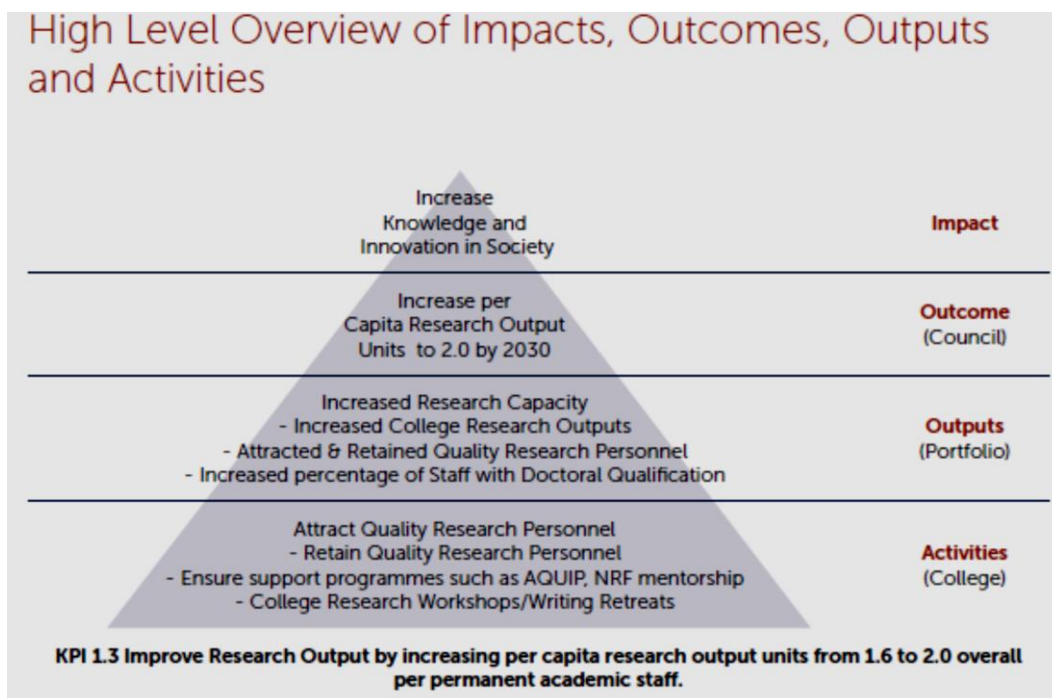 High Level Overview of Impacts, Outcomes, Outputs
and Activities
Increase
Knowledge and
Innovation in Society
Impact
Increase per
Capita Research Output
Units to 2.0 by 2030
Outcome
(Council)
Increased Research Capacity
- Increased College Research Outputs
- Attracted & Retained Quality Research Personnel
- Increased percentage of Staff with Doctoral Qualification
Outputs
(Portfolio)
Attract Quality Research Personnel
- Retain Quality Research Personnel
- Ensure support programmes such as AQUIP, NRF mentorship
- College Research Workshops/Writing Retreats
Activities
(College)
KPI 1.3 Improve Research Output by increasing per capita research output units from 1.6 to 2.0 overall
per permanent academic staff.